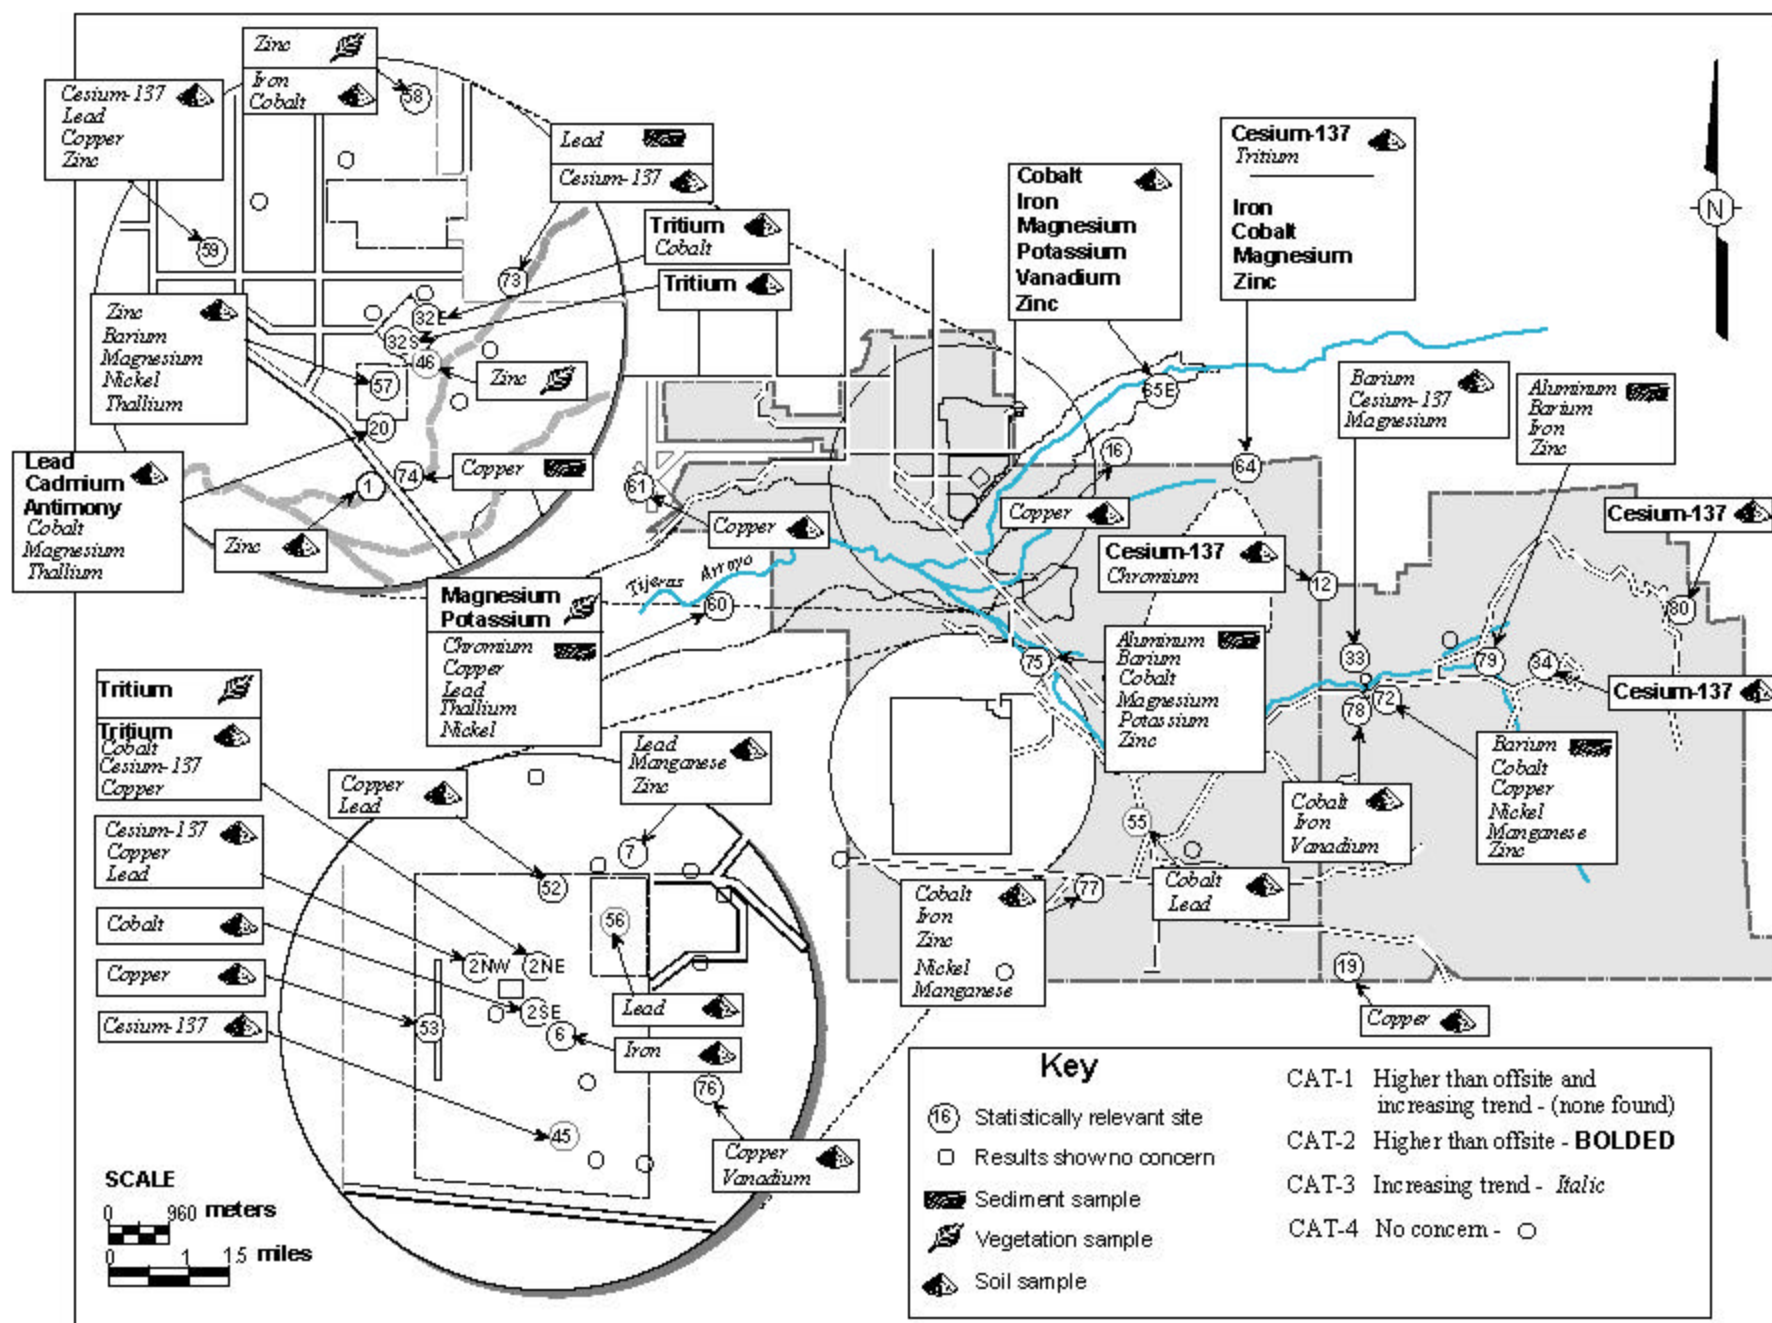 Zinc
Iron
Cobalt
58
Cesium-137
Lead
Copper
Zinc
59
Lead
Cesium-137
73
Tritium
Cobalt
32E
Tritium
32S
46
Zinc
Zinc
Barium
Magnesium
Nickel
Thallium
57
20
Lead
Cadmium
Antimony
Cobalt
Magnesium
Thallium
74
Copper
1
Zinc
Cobalt
Iron
Magnesium
Potassium
Vanadium
Zinc
65E
Cesium-137
Tritium
Iron
Cobalt
Magnesium
Zinc
64
N
Barium
Cesium-137
Magnesium
33
Aluminum
Barium
Iron
Zinc
79
61
Copper
16
Copper
Cesium-137
Chromium
12
Cesium-137
80
34
Cesium-137
Tijeras Arroyo
60
Magnesium
Potassium
Chromium
Copper
Lead
Thallium
Nickel
75
Aluminum
Barium
Cobalt
Magnesium
Potassium
Zinc
78
72
Cobalt
Iron
Vanadium
Barium
Cobalt
Copper
Nickel
Manganese
Zinc
55
Cobalt
Lead
77
Cobalt
Iron
Zinc
Nickel
Manganese
19
Copper
Tritium
Tritium
Cobalt
Cesium-137
Copper
Cesium-137
Copper
Lead
Cobalt
Copper
Cesium-137
Copper
Lead
Lead
Manganese
Zinc
7
52
56
2NW
2NE
2SE
53
6
Lead
Iron
76
45
Copper
Vanadium
SCALE
0 960 meters
0 1 1.5 miles
Key
16 Statistically relevant site
Results show no concern
Sediment sample
Vegetation sample
Soil sample
CAT-1 Higher than offsite and
increasing trend - (none found)
CAT-2 Higher than offsite - BOLDED
CAT-3 Increasing trend - Italic
CAT-4 No concern -